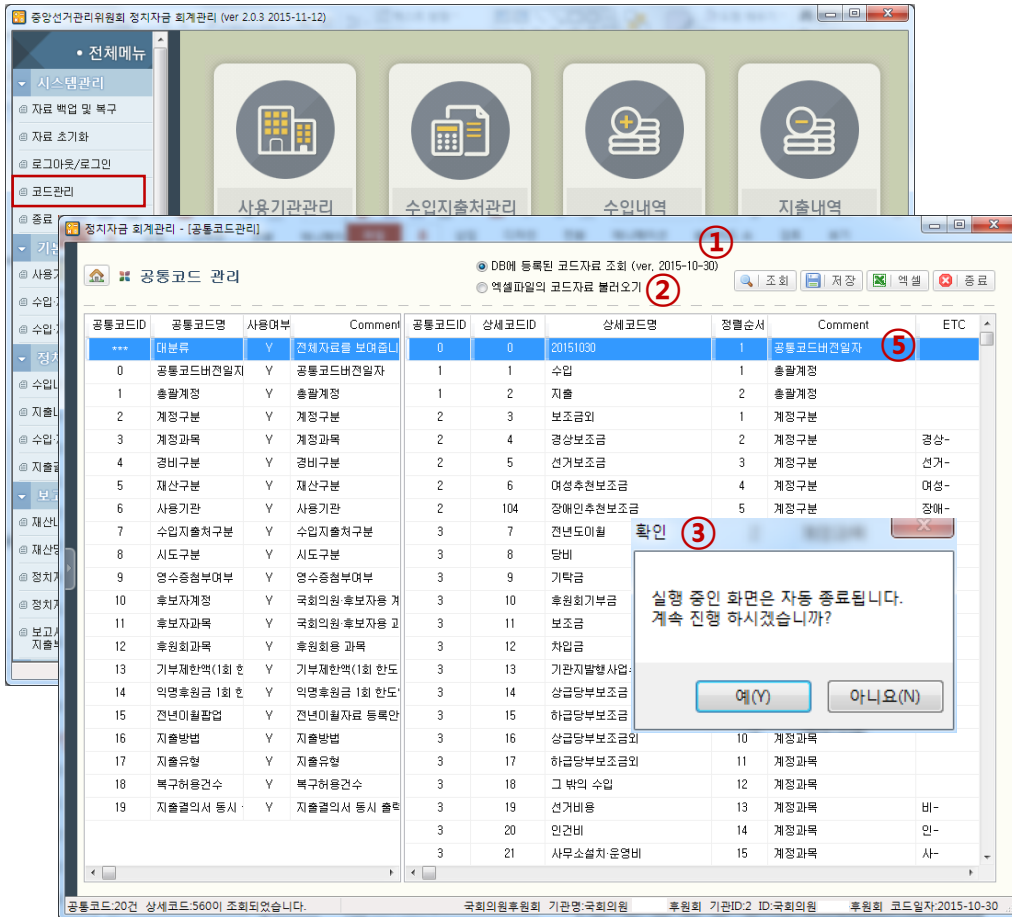 중앙선거관리위원회 정치자금 회계관리 (ver 2.0.3 2015-11-12)
• 전체메뉴
시스템관리
자료 백업 및 복구
자료 초기화
로그아웃/로그인
코드관리
종료
사용기관관리
수입지출처관리
수입내역
지출내역
정치자금 회계관리 - [공통코드관리]
공통코드 관리
① DB에 등록된 코드자료 조회 (ver. 2015-10-30)
② 엑셀파일의 코드자료 불러오기
조회 저장 엑셀 종료
공통코드ID 공통코드명 사용여부 Comment
*** 대분류 Y 전체자료를 보여줍니
0 공통코드버전일자 Y 공통코드버전일자
1 총괄계정 Y 총괄계정
2 계정구분 Y 계정구분
3 계정과목 Y 계정과목
4 경비구분 Y 경비구분
5 재산구분 Y 재산구분
6 사용기관 Y 사용기관
7 수입지출처구분 Y 수입지출처구분
8 시도구분 Y 시도구분
9 영수증첨부여부 Y 영수증첨부여부
10 후보자계정 Y 국회의원·후보자용 계
11 후보자과목 Y 국회의원·후보자용 과
12 후원회과목 Y 후원회용 과목
13 기부제한액(1회 한 Y 기부제한액(1회 한도
14 익명후원금 1회 한 Y 익명후원금 1회 한도
15 전년이월팝업 Y 전년이월자료 등록안
16 지출방법 Y 지출방법
17 지출유형 Y 지출유형
18 복구허용건수 Y 복구허용건수
19 지출결의서 동시 Y 지출결의서 동시 출력
공통코드ID 상세코드ID 상세코드명 정렬순서 Comment ETC
0 0 20151030 1 공통코드버전일자 ⑤
1 1 수입 1 총괄계정
1 2 지출 2 총괄계정
2 3 보조금외 1 계정구분
2 4 경상보조금 2 계정구분 경상-
2 5 선거보조금 3 계정구분 선거-
2 6 여성추천보조금 4 계정구분 여성-
2 104 장애인추천보조금 5 계정구분 장애-
3 7 전년도이월
3 8 당비
3 9 기탁금
3 10 후원회기부금
3 11 보조금
3 12 차입금
3 13 기관지발행사업
3 14 상급당부보조금
3 15 하급당부보조금
3 16 상급당부보조금외 10 계정과목
3 17 하급당부보조금외 11 계정과목
3 18 그 밖의 수입 12 계정과목
3 19 선거비용 13 계정과목 비-
3 20 인건비 14 계정과목 인-
3 21 사무소설치·운영비 15 계정과목 사-
확인 ③
실행 중인 화면은 자동 종료됩니다.
계속 진행 하시겠습니까?
예(Y) 아니요(N)
공통코드:20건 상세코드:560이 조회되었습니다. 국회의원후원회 기관명:국회의원 후원회 기관ID:2 ID:국회의원 후원회 코드일자:2015-10-30